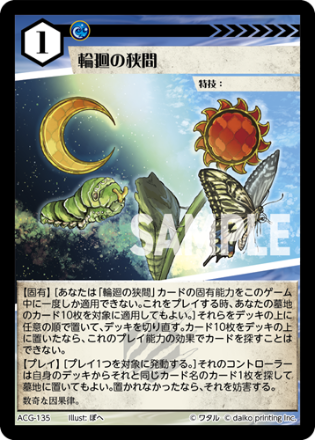 1
輪廻の狭間
特技：
SAMPLE
【固有】[あなたは「輪廻の狭間」カードの固有能力をこのゲーム
中に一度しか適用できない。これをプレイする時、あなたの墓地
のカード10枚を対象に適用してもよい。]それらをデッキの上に
任意の順で置いて、デッキを切り直す。カード10枚をデッキの上
に置いたなら、これのプレイ能力の効果でカードを探すことは
できない。
【プレイ】[プレイ1つを対象に発動する。]それのコントローラー
は自身のデッキからそれと同じカード名のカード1枚を探して
墓地に置いてもよい。置かなかったなら、それを妨害する。
数奇な因果律。
ACG-135 Illust: ぽへ © ワタル © daiko printing Inc.